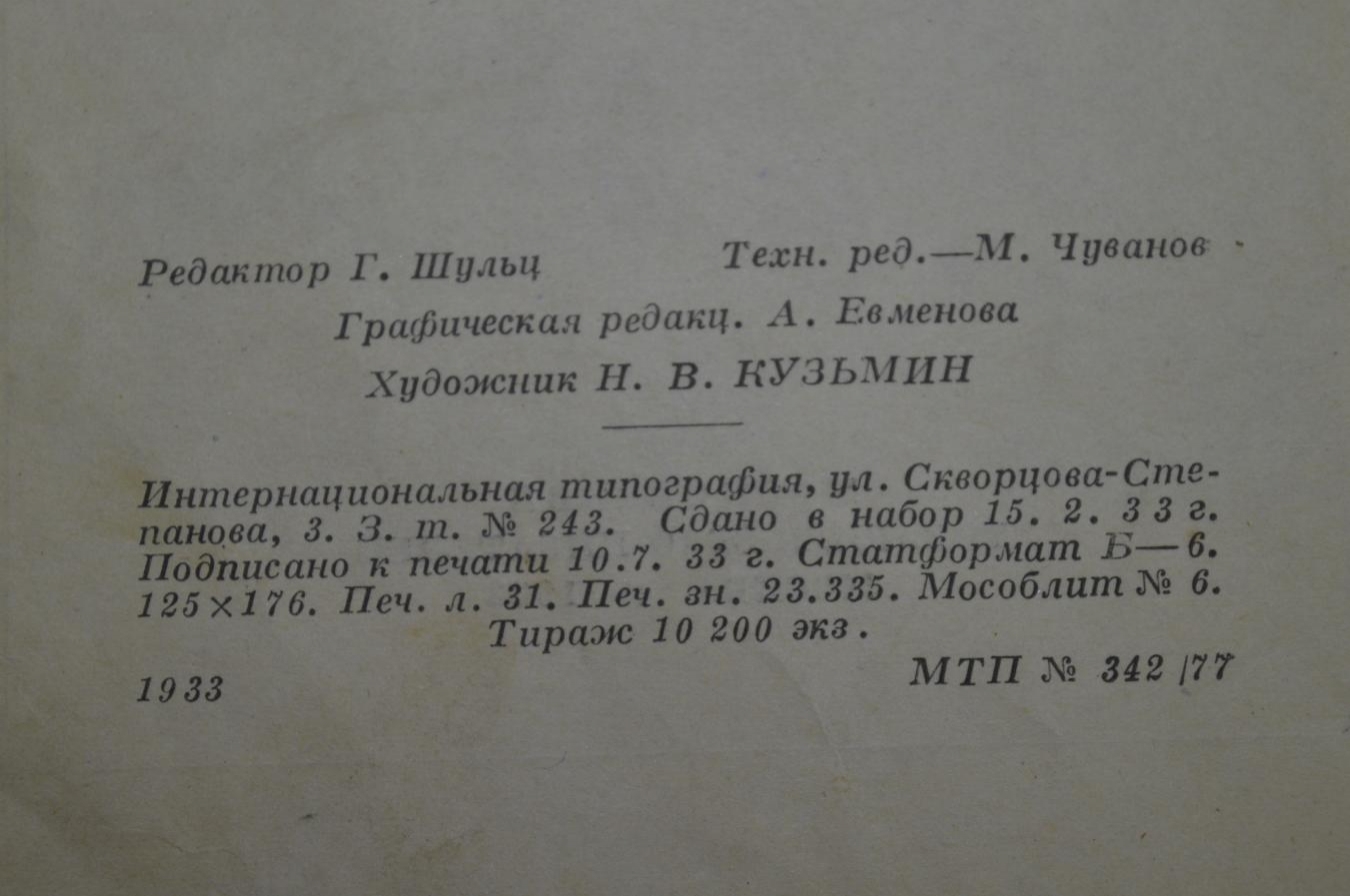 Редактор Г. Шульц Техн. ред.—М. Чуванов
Графическая редакц. А. Евменова
Художник Н. В. КУЗЬМИН
Интернациональная типография, ул. Скворцова-Сте-
панова, 3. З. т. № 243. Сдано в набор 15. 2. 33 г.
Подписано к печати 10.7. 33 г. Статформат Б—6.
125×176. Печ. л. 31. Печ. зн. 23.335. Мособлит № 6.
Тираж 10 200 экз.
1933 МТП № 342/77